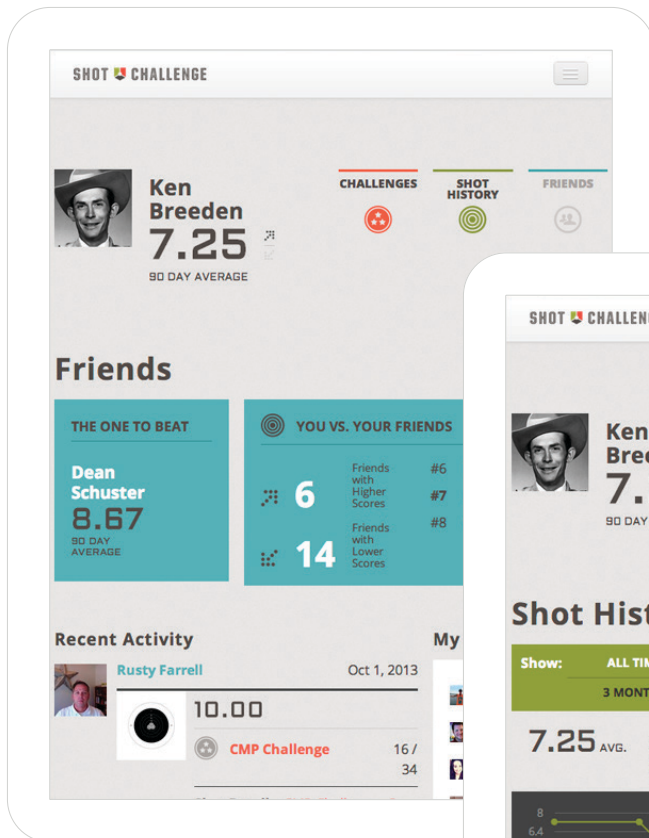 SHOT CHALLENGE
Ken
Breeden
7.25
90 DAY AVERAGE
CHALLENGES
SHOT
HISTORY
FRIENDS
Friends
THE ONE TO BEAT
Dean
Schuster
8.67
90 DAY
AVERAGE
YOU VS. YOUR FRIENDS
6
Friends
with
Higher
Scores
14
Friends
with
Lower
Scores
#6
#7
#8
Recent Activity
Rusty Farrell
Oct 1, 2013
10.00
CMP Challenge
16 /
34
My
SHOT CHALLEN
Ken
Bree
7.
90 DAY
Shot Hist
Show:
ALL TIM
3 MONT
7.25 AVG.
8
6.4